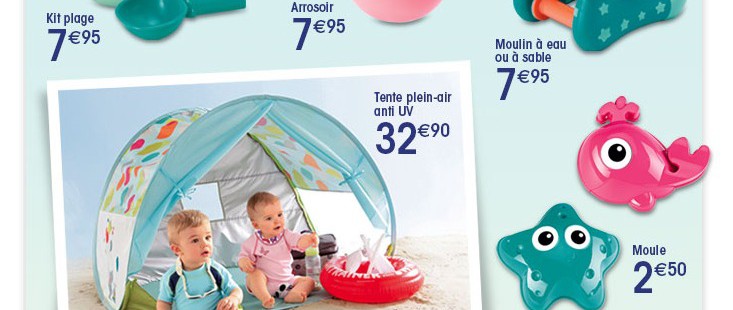 Kit plage
7€95
Arrosoir
7€95
Moulin à eau
ou à sable
7€95
Tente plein-air
anti UV
32€90
Moule
2€50